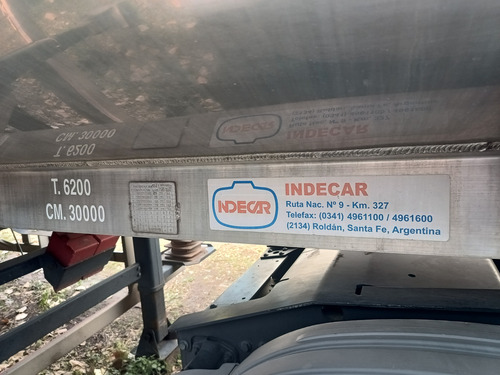 T. 6200
CM. 30000
INDECAR
INDECAR
Ruta Nac. Nº 9 - Km. 327
Telefax: (0341) 4961100 / 4961600
(2134) Roldán, Santa Fe, Argentina